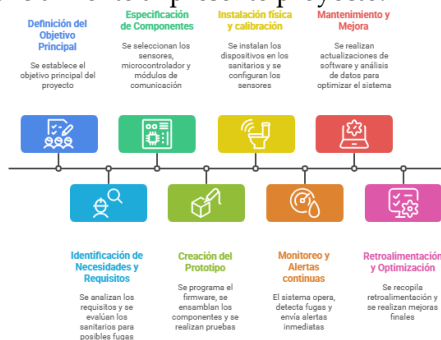 Definición del
Objetivo
Principal
Se establece el
objetivo principal del
proyecto
Especificación
de Componentes
Se seleccionan los
sensores,
microcontrolador y
módulos de
comunicación
Instalación física
y calibración
Se instalan los
dispositivos en los
sanitarios y se
configuran los
sensores
Mantenimiento y
Mejora
Se realizan
actualizaciones de
software y análisis
de datos para
optimizar el sistema
Identificación de
Necesidades y
Requisitos
Se analizan los
requisitos y se
evalúan los
sanitarios para
posibles fugas
Creación del
Prototipo
Se programa el
firmware, se
ensamblan los
componentes y se
realizan pruebas
Monitoreo y
Alertas
continuas
El sistema opera,
detecta fugas y
envía alertas
inmediatas
Retroalimentación
y Optimización
Se recopila
retroalimentación y
se realizan mejoras
finales